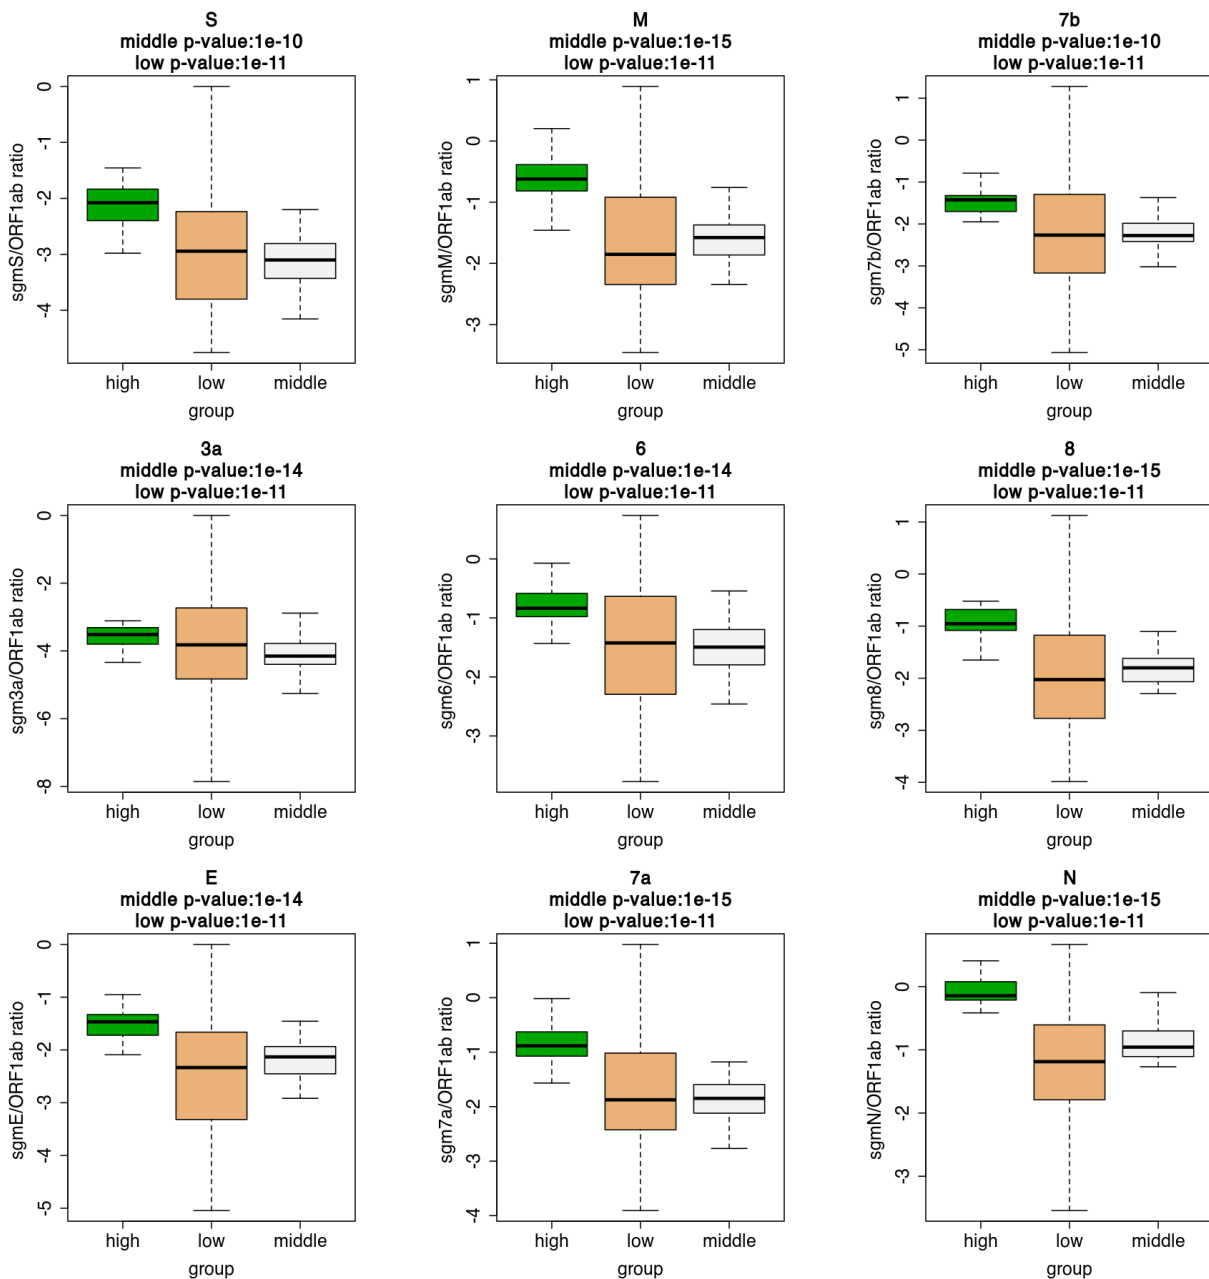 S
middle p-value:1e-10
low p-value:1e-11
sgmS/ORF1ab ratio
0
-1
-2
-3
-4
high
low
middle
group
M
middle p-value:1e-15
low p-value:1e-11
sgmM/ORF1ab ratio
1
0
-1
-2
-3
high
low
middle
group
7b
middle p-value:1e-10
low p-value:1e-11
sgm7b/ORF1ab ratio
1
0
-1
-2
-3
-4
-5
high
low
middle
group
3a
middle p-value:1e-14
low p-value:1e-11
sgm3a/ORF1ab ratio
0
-2
-4
-6
-8
high
low
middle
group
6
middle p-value:1e-14
low p-value:1e-11
sgm6/ORF1ab ratio
0
-1
-2
-3
high
low
middle
group
8
middle p-value:1e-15
low p-value:1e-11
sgm8/ORF1ab ratio
1
0
-1
-2
-3
-4
high
low
middle
group
E
middle p-value:1e-14
low p-value:1e-11
sgmE/ORF1ab ratio
0
-1
-2
-3
-4
-5
high
low
middle
group
7a
middle p-value:1e-15
low p-value:1e-11
sgm7a/ORF1ab ratio
1
0
-1
-2
-3
-4
high
low
middle
group
N
middle p-value:1e-15
low p-value:1e-11
sgmN/ORF1ab ratio
0
-1
-2
-3
high
low
middle
group